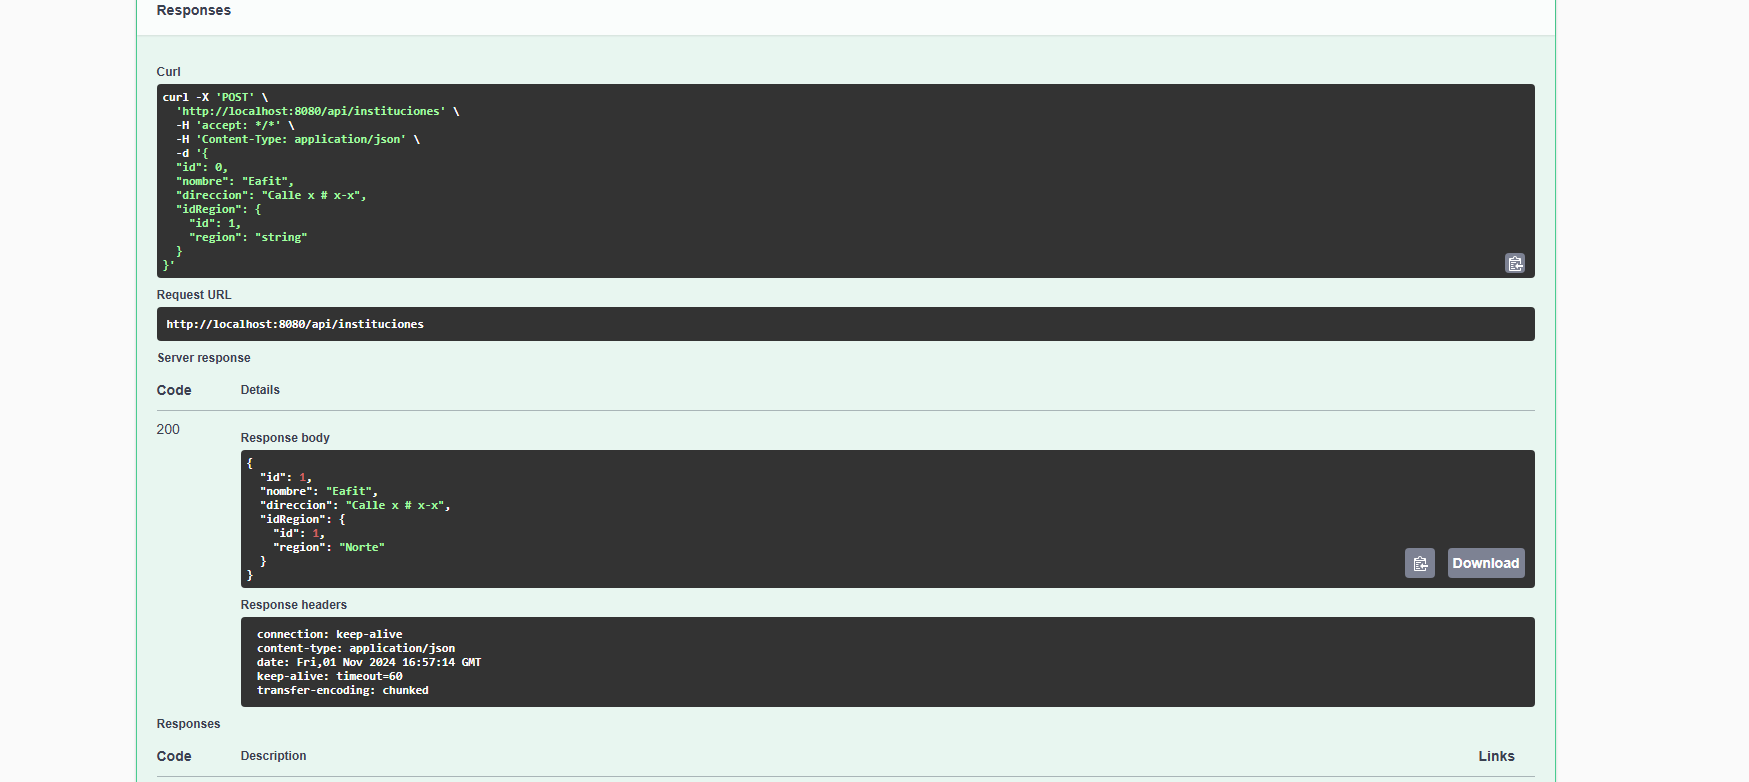 Responses
Curl
curl -X 'POST' \
  'http://localhost:8080/api/instituciones' \
  -H 'accept: */*' \
  -H 'Content-Type: application/json' \
  -d '{
  "id": 0,
  "nombre": "Eafit",
  "direccion": "Calle x # x-x",
  "idRegion": {
    "id": 1,
    "region": "string"
  }
}'
Request URL
http://localhost:8080/api/instituciones
Server response
Code Details
200
Response body
{
  "id": 1,
  "nombre": "Eafit",
  "direccion": "Calle x # x-x",
  "idRegion": {
    "id": 1,
    "region": "Norte"
  }
}
Download
Response headers
connection: keep-alive
content-type: application/json
date: Fri,01 Nov 2024 16:57:14 GMT
keep-alive: timeout=60
transfer-encoding: chunked
Responses
Code Description Links